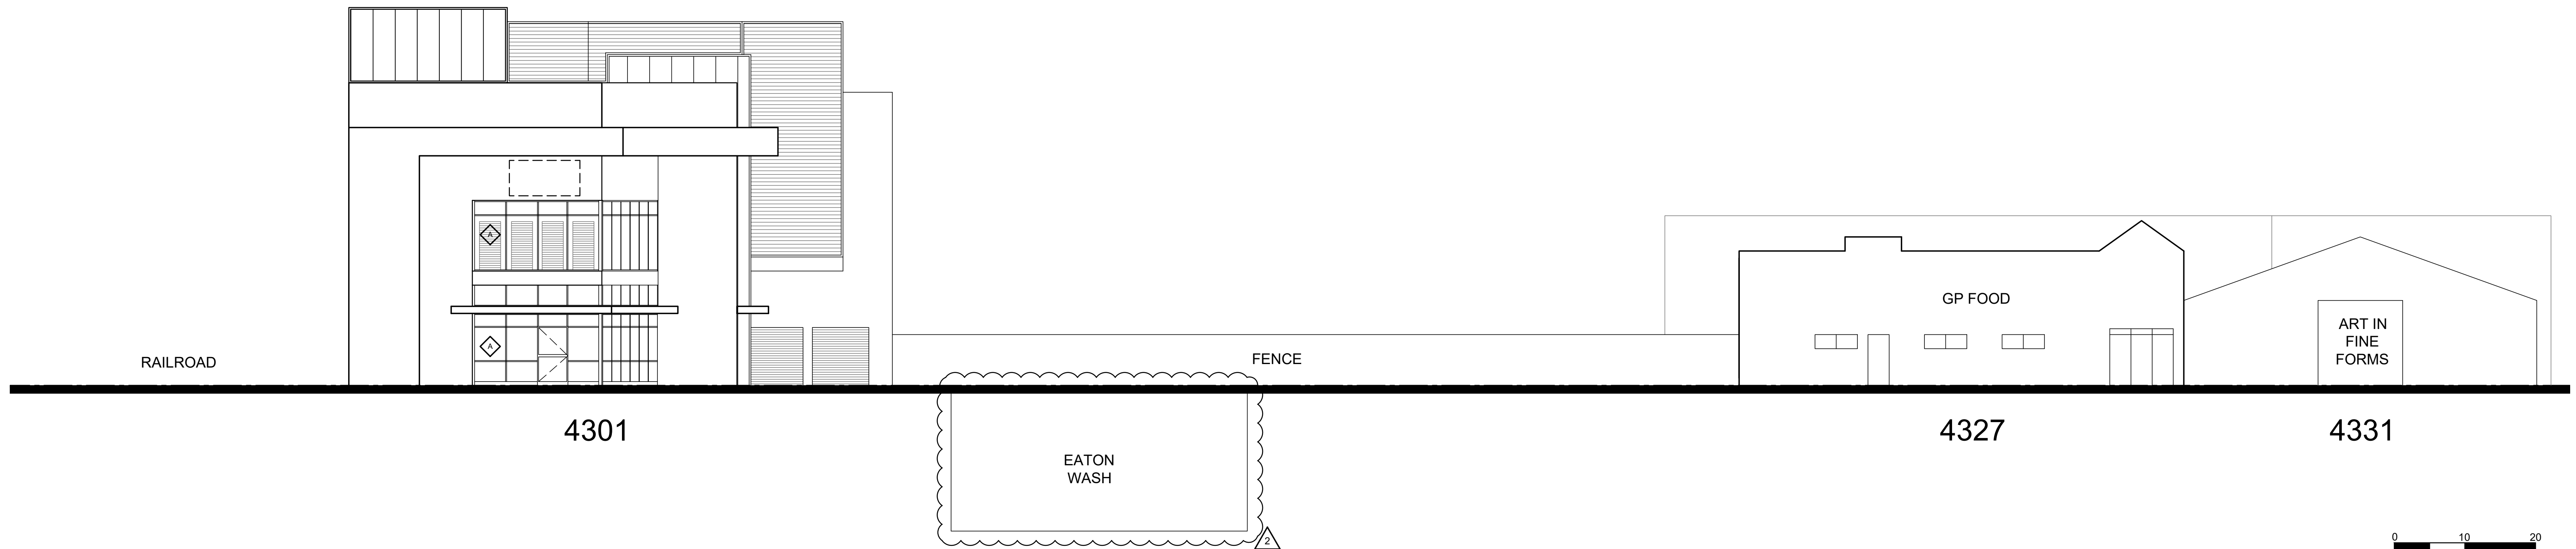 A
A
RAILROAD
FENCE
GP FOOD
ART IN
FINE
FORMS
4301
4327
4331
EATON
WASH
2
0 10 20